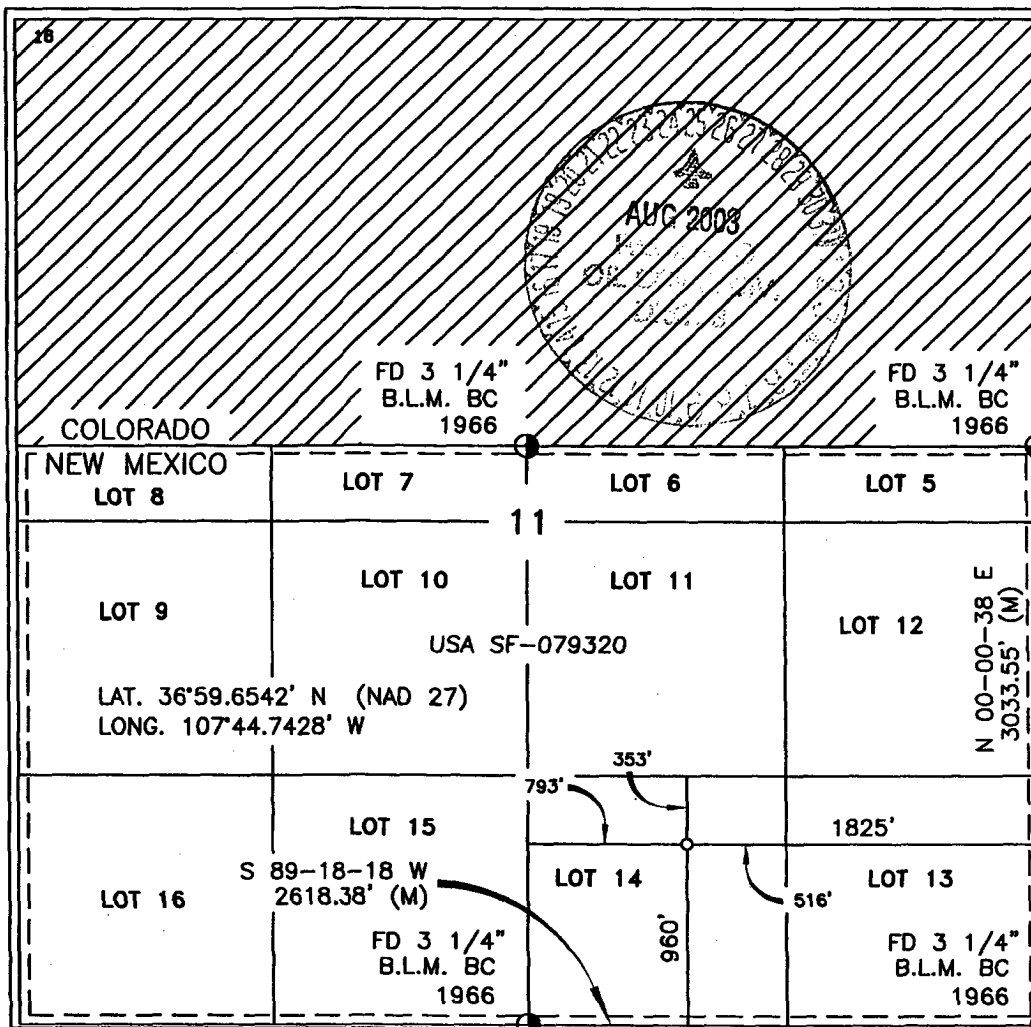 16
AUG 2003
FD 3 1/4"
B.L.M. BC
1966
FD 3 1/4"
B.L.M. BC
1966
COLORADO
NEW MEXICO
LOT 8
LOT 7
LOT 6
LOT 5
11
LOT 9
LOT 10
LOT 11
LOT 12
USA SF-079320
N 00-00-38 E
3033.55' (M)
LAT. 36°59.6542' N (NAD 27)
LONG. 107°44.7428' W
353'
793'
1825'
LOT 15
S 89-18-18 W
2618.38' (M)
LOT 16
LOT 14
LOT 13
516'
960'
FD 3 1/4"
B.L.M. BC
1966
FD 3 1/4"
B.L.M. BC
1966